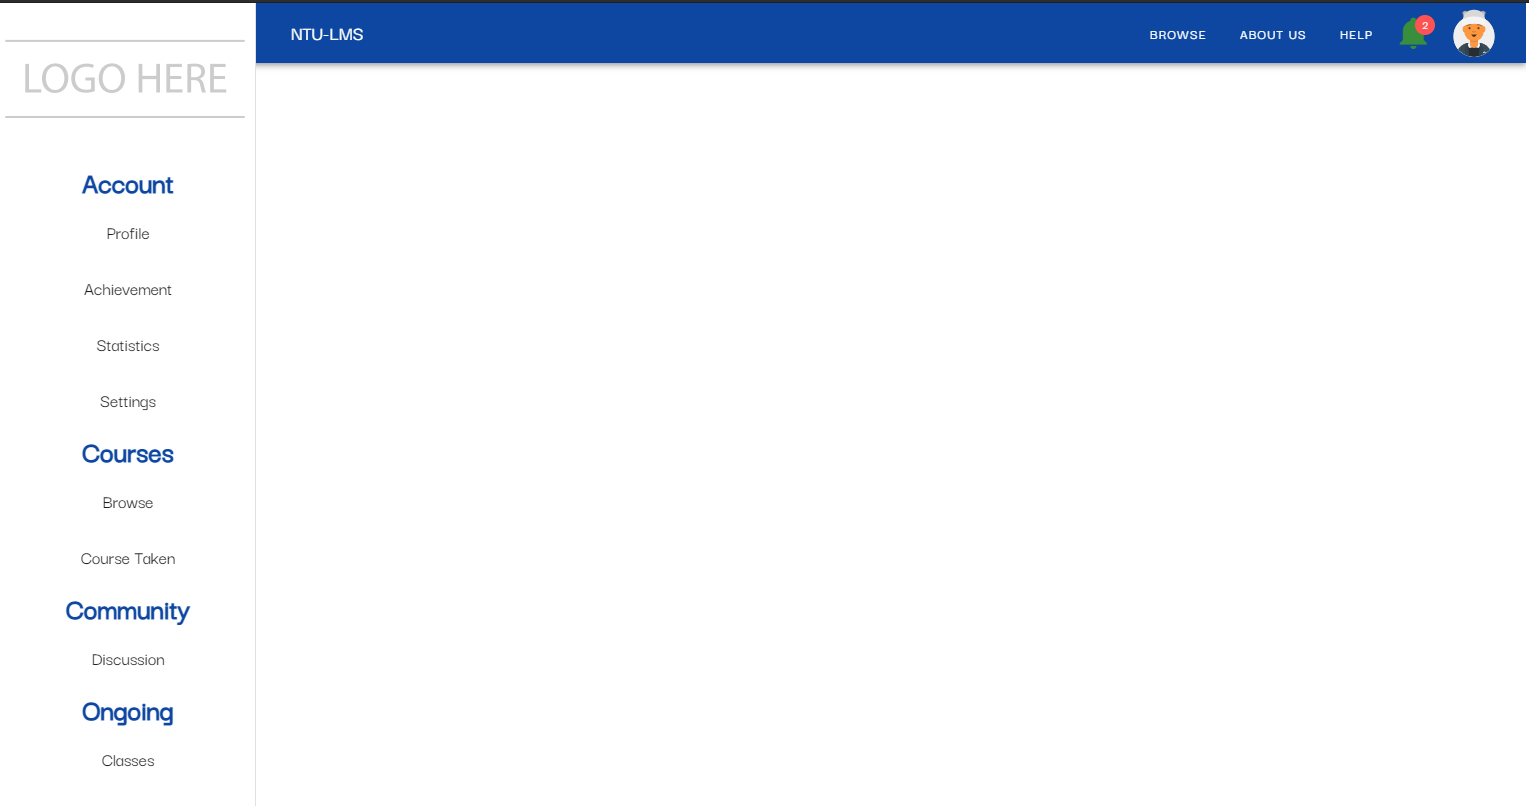 LOGO HERE
NTU-LMS
BROWSE
ABOUT US
HELP
2
Account
Profile
Achievement
Statistics
Settings
Courses
Browse
Course Taken
Community
Discussion
Ongoing
Classes